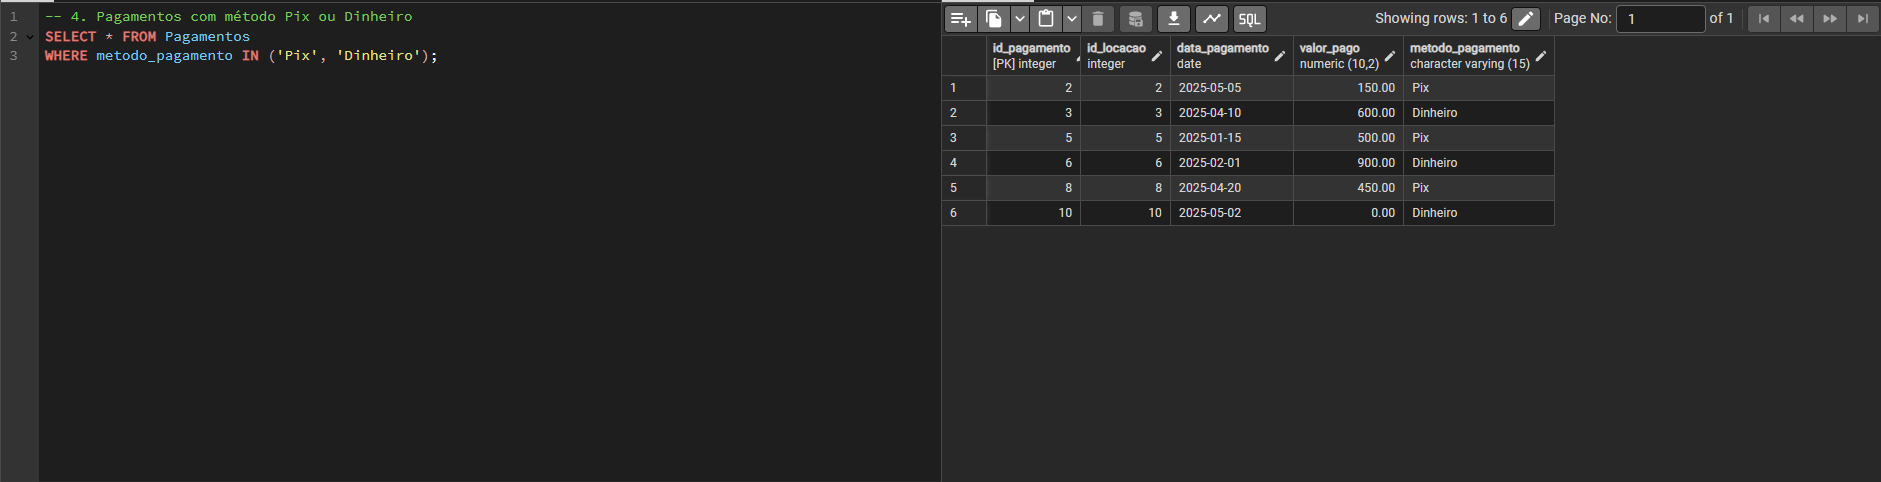 1 -- 4. Pagamentos com método Pix ou Dinheiro
2 SELECT * FROM Pagamentos
3 WHERE metodo_pagamento IN ('Pix', 'Dinheiro');
SQL Showing rows: 1 to 6 Page No: 1 of 1
id_pagamento id_locacao data_pagamento valor_pago metodo_pagamento
[PK] integer integer date numeric (10,2) character varying (15)
1 2 2 2025-05-05 150.00 Pix
2 3 3 2025-04-10 600.00 Dinheiro
3 5 5 2025-01-15 500.00 Pix
4 6 6 2025-02-01 900.00 Dinheiro
5 8 8 2025-04-20 450.00 Pix
6 10 10 2025-05-02 0.00 Dinheiro